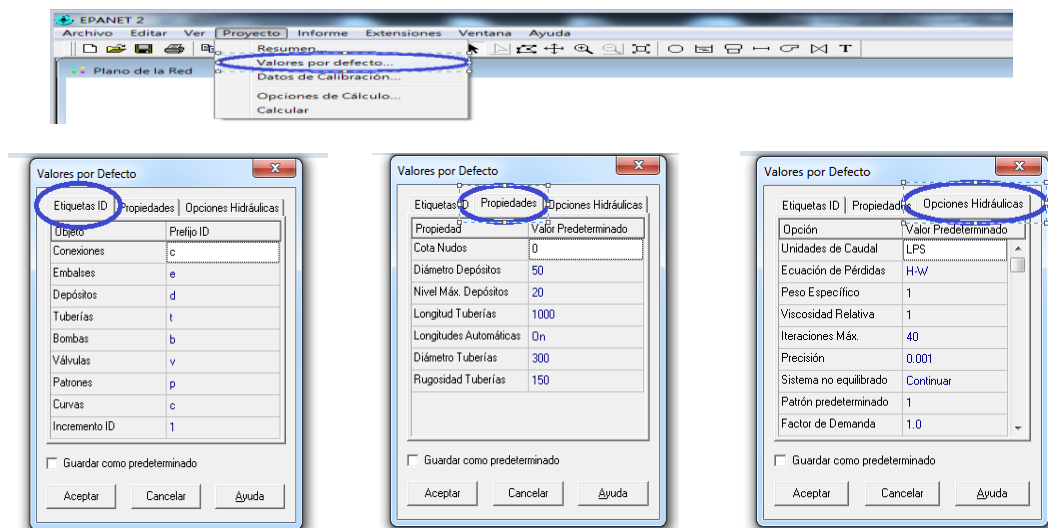 EPANET 2
Archivo Editar Ver Proyecto Informe Extensiones Ventana Ayuda
Resumen...
T
Plano de la Red
Valores por defecto...
Datos de Calibración...
Opciones de Cálculo...
Calcular
Valores por Defecto
Etiquetas ID Propiedades Opciones Hidráulicas
Objeto Prefijo ID
Conexiones c
Embalses e
Depósitos d
Tuberías t
Bombas b
Válvulas v
Patrones p
Curvas c
Incremento ID 1
Guardar como predeterminado
Aceptar Cancelar Ayuda
Valores por Defecto
Etiquetas ID Propiedades Opciones Hidráulicas
Propiedad Valor Predeterminado
Cota Nudos 0
Diámetro Depósitos 50
Nivel Máx. Depósitos 20
Longitud Tuberías 1000
Longitudes Automáticas On
Diámetro Tuberías 300
Rugosidad Tuberías 150
Guardar como predeterminado
Aceptar Cancelar Ayuda
Valores por Defecto
Etiquetas ID Propiedades Opciones Hidráulicas
Opción Valor Predeterminado
Unidades de Caudal LPS
Ecuación de Pérdidas H-W
Peso Específico 1
Viscosidad Relativa 1
Iteraciones Máx. 40
Precisión 0.001
Sistema no equilibrado Continuar
Patrón predeterminado 1
Factor de Demanda 1.0
Guardar como predeterminado
Aceptar Cancelar Ayuda